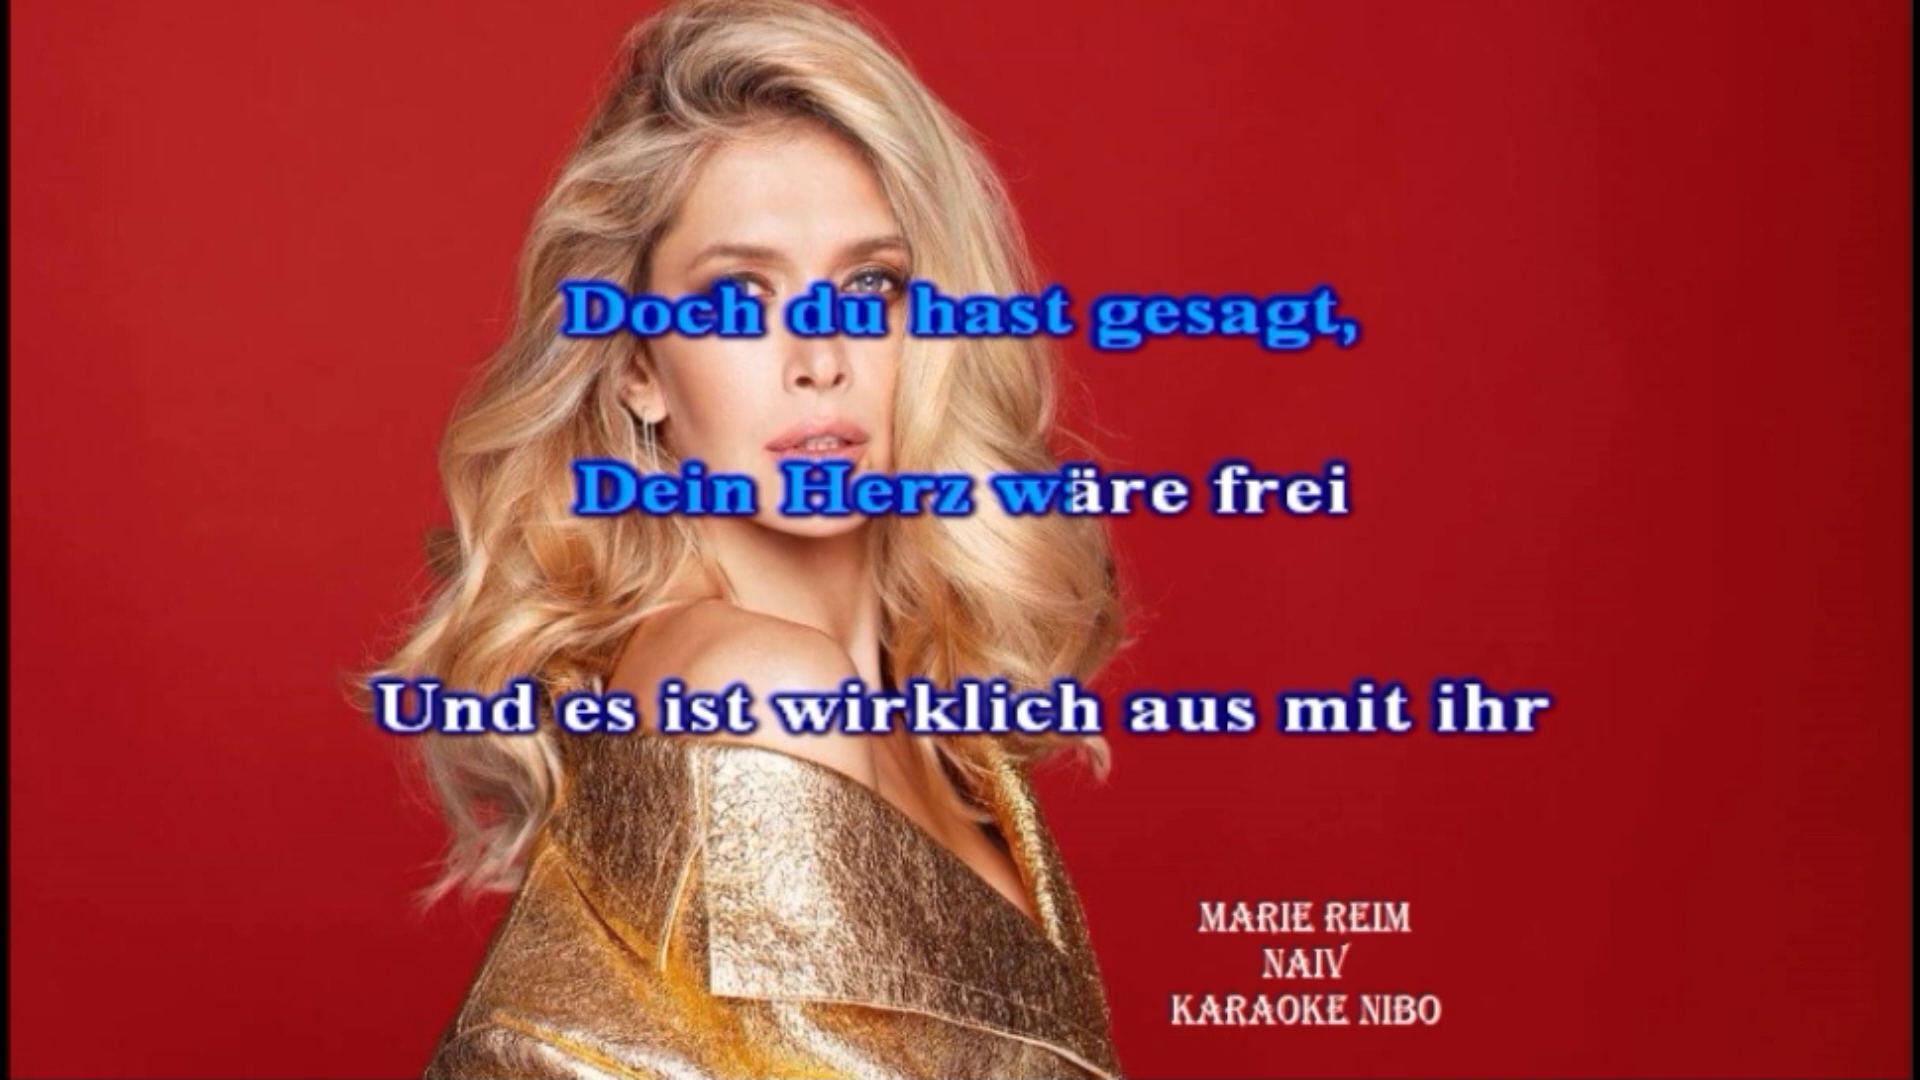 Doch du hast gesagt,
Dein Herz wäre frei
Und es ist wirklich aus mit ihr
MARIE REIM
NAIV
KARAOKE NIBO